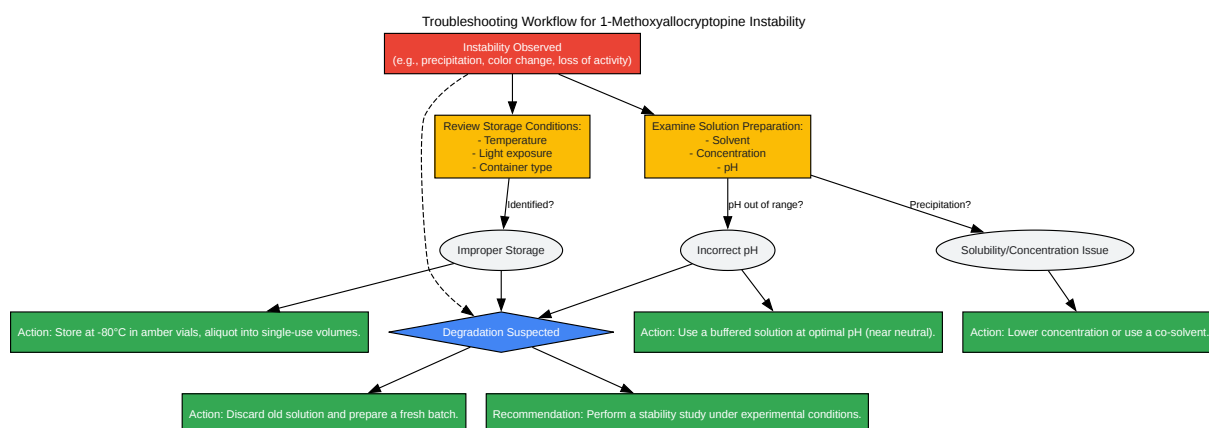 Troubleshooting Workflow for 1-Methoxyallocryptopine Instability
Instability Observed
(e.g., precipitation, color change, loss of activity)
Review Storage Conditions:
- Temperature
- Light exposure
- Container type
Examine Solution Preparation:
- Solvent
- Concentration
- pH
Identified?
pH out of range?
Precipitation?
Improper Storage
Incorrect pH
Solubility/Concentration Issue
Action: Store at -80°C in amber vials, aliquot into single-use volumes.
Degradation Suspected
Action: Use a buffered solution at optimal pH (near neutral).
Action: Lower concentration or use a co-solvent.
Action: Discard old solution and prepare a fresh batch.
Recommendation: Perform a stability study under experimental conditions.